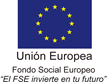 Unión Europea
Fondo Social Europeo
"El FSE invierte en tu futuro"